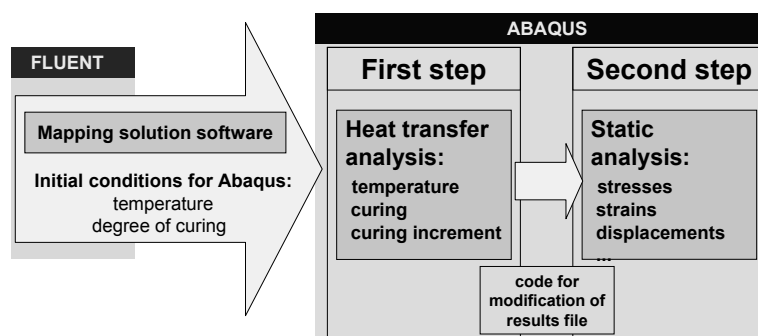 ABAQUS
FLUENT
First step
Second step
Mapping solution software
Initial conditions for Abaqus:
temperature
degree of curing
Heat transfer
analysis:
temperature
curing
curing increment
Static
analysis:
stresses
strains
displacements
...
code for
modification of
results file